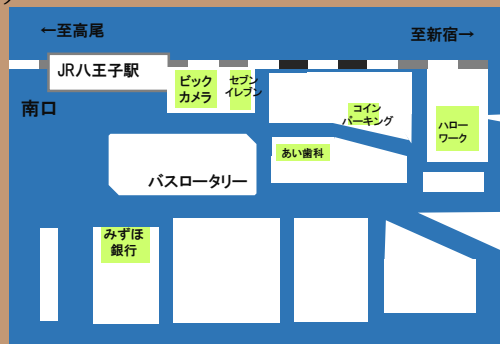 ←至高尾
至新宿→
JR八王子駅
ビック
カメラ
セブン
イレブン
南口
コイン
パーキング
ハロー
ワーク
あい歯科
バスロータリー
みずほ
銀行